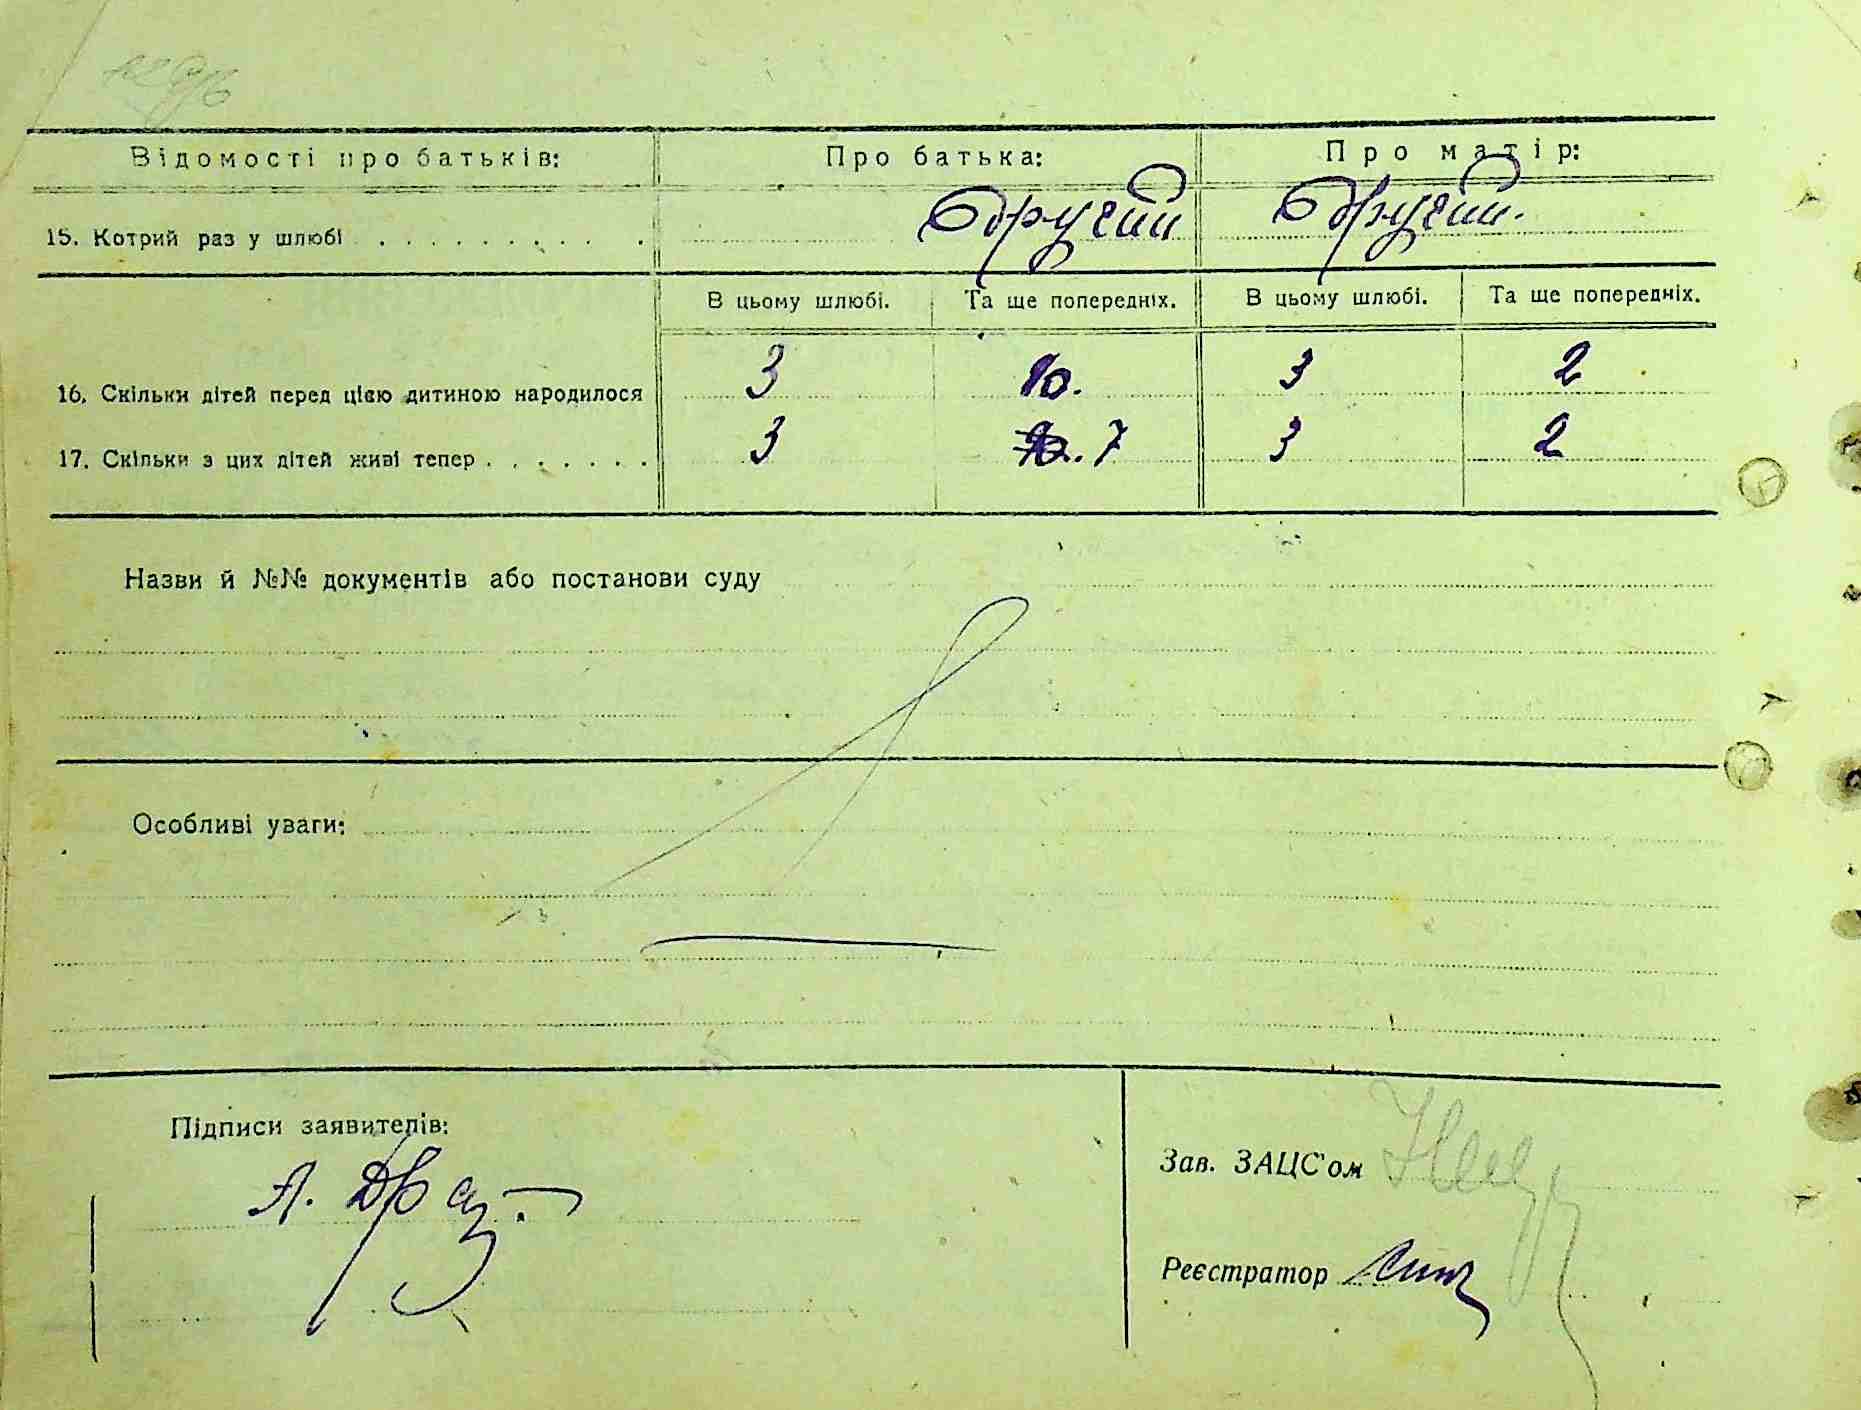 Відомості про батьків: Про батька: Про матір:
15. Котрий раз у шлюбі . . . . . . . . . . Вдругий Вдругий.
В цьому шлюбі. Та ще попередніх. В цьому шлюбі. Та ще попередніх.
16. Скільки дітей перед цією дитиною народилося 3 10. 3 2
17. Скільки з цих дітей живі тепер . . . . . . . 3 10. 7 3 2
Назви й №№ документів або постанови суду
Особливі уваги:
Підписи заявителів:
А.
Зав. ЗАЦС'ом
Реєстратор